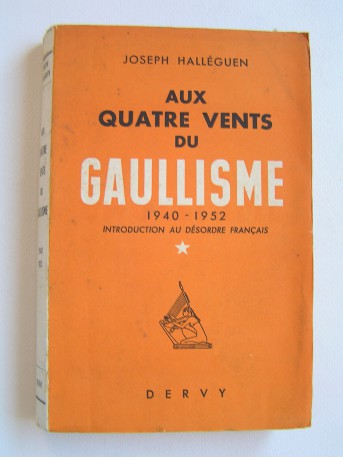 JOSEPH HALLÉGUEN
AUX
QUATRE VENTS
DU
GAULLISME
1940 - 1952
INTRODUCTION AU DÉSORDRE FRANÇAIS
DERVY